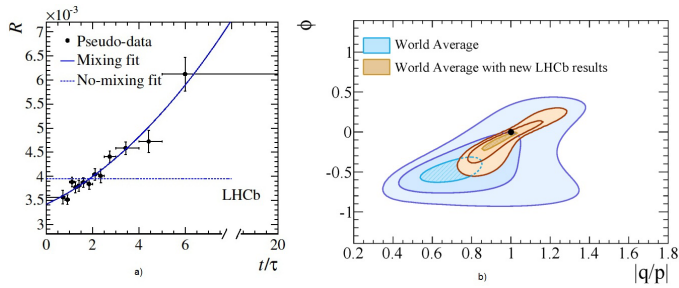 ×10⁻³
R
7
6.5
6
5.5
5
4.5
4
3.5
3
Pseudo-data
Mixing fit
No-mixing fit
LHCb
0 2 4 6 20
t/τ
a)
ϕ
1
0.5
0
-0.5
-1
World Average
World Average with new LHCb results
0.2 0.4 0.6 0.8 1 1.2 1.4 1.6 1.8
b)
|q/p|